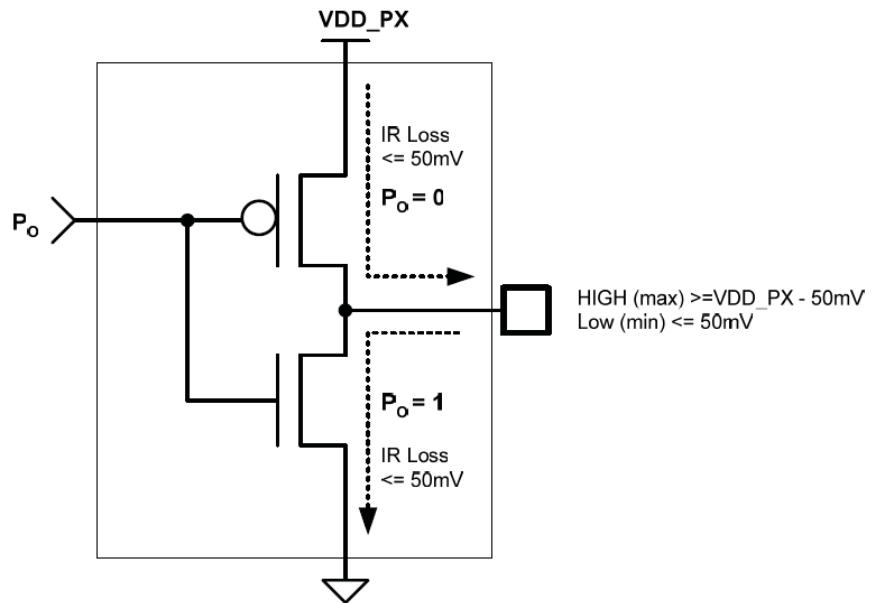 VDD_PX
IR Loss
<= 50mV
Po = 0
Po
HIGH (max) >=VDD_PX - 50mV
Low (min) <= 50mV
Po = 1
IR Loss
<= 50mV